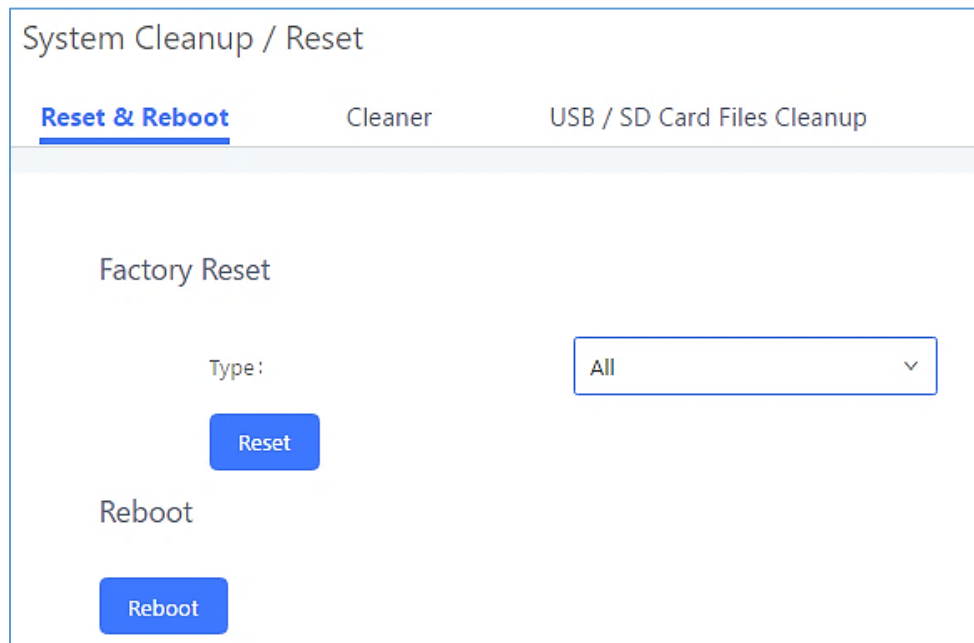 System Cleanup / Reset
Reset & Reboot Cleaner USB / SD Card Files Cleanup
Factory Reset
Type: All
Reset
Reboot
Reboot